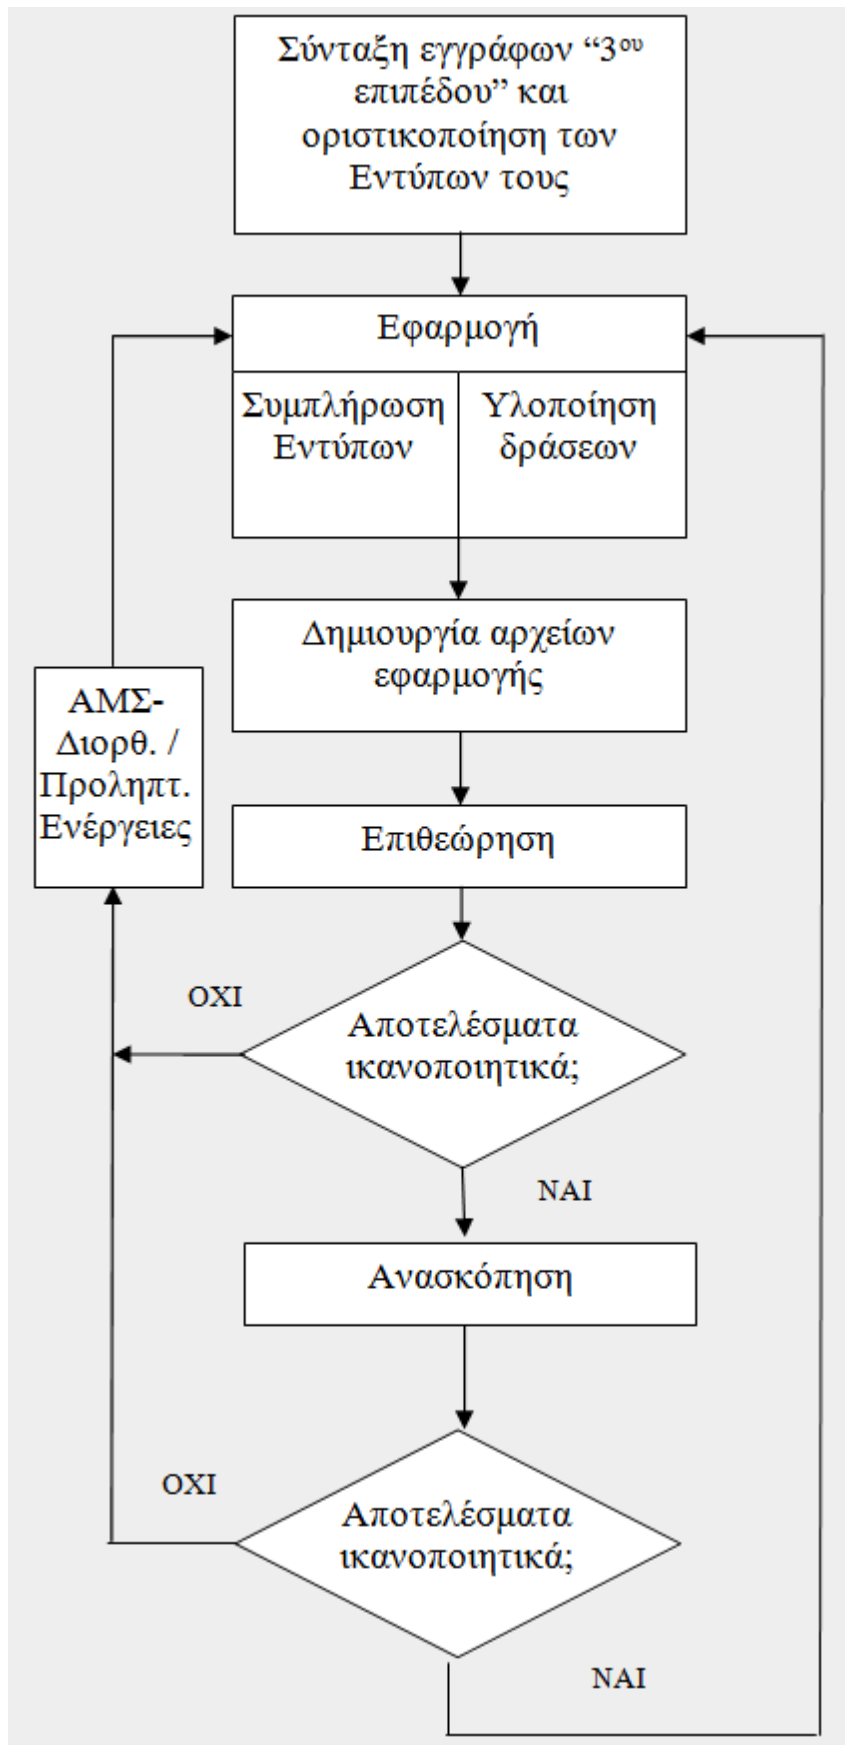 Σύνταξη εγγράφων “3ου
επιπέδου” και
οριστικοποίηση των
Εντύπων τους
Εφαρμογή
Συμπλήρωση
Εντύπων
Υλοποίηση
δράσεων
Δημιουργία αρχείων
εφαρμογής
ΑΜΣ-
Διορθ. /
Προληπτ.
Ενέργειες
Επιθεώρηση
ΟΧΙ
Αποτελέσματα
ικανοποιητικά;
ΝΑΙ
Ανασκόπηση
ΟΧΙ
Αποτελέσματα
ικανοποιητικά;
ΝΑΙ